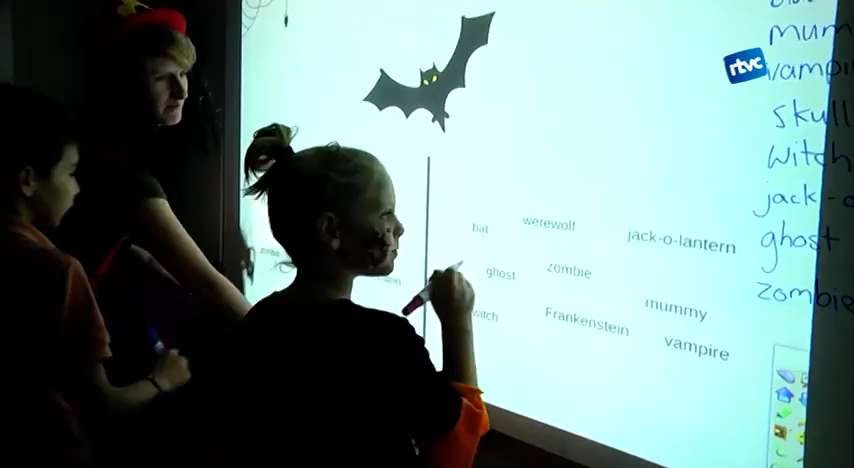 rtvc
mum
vampi
skull
witch
jack-o
ghost
zombie
bat
werewolf
jack-o-lantern
ghost
zombie
mummy
witch
Frankenstein
vampire